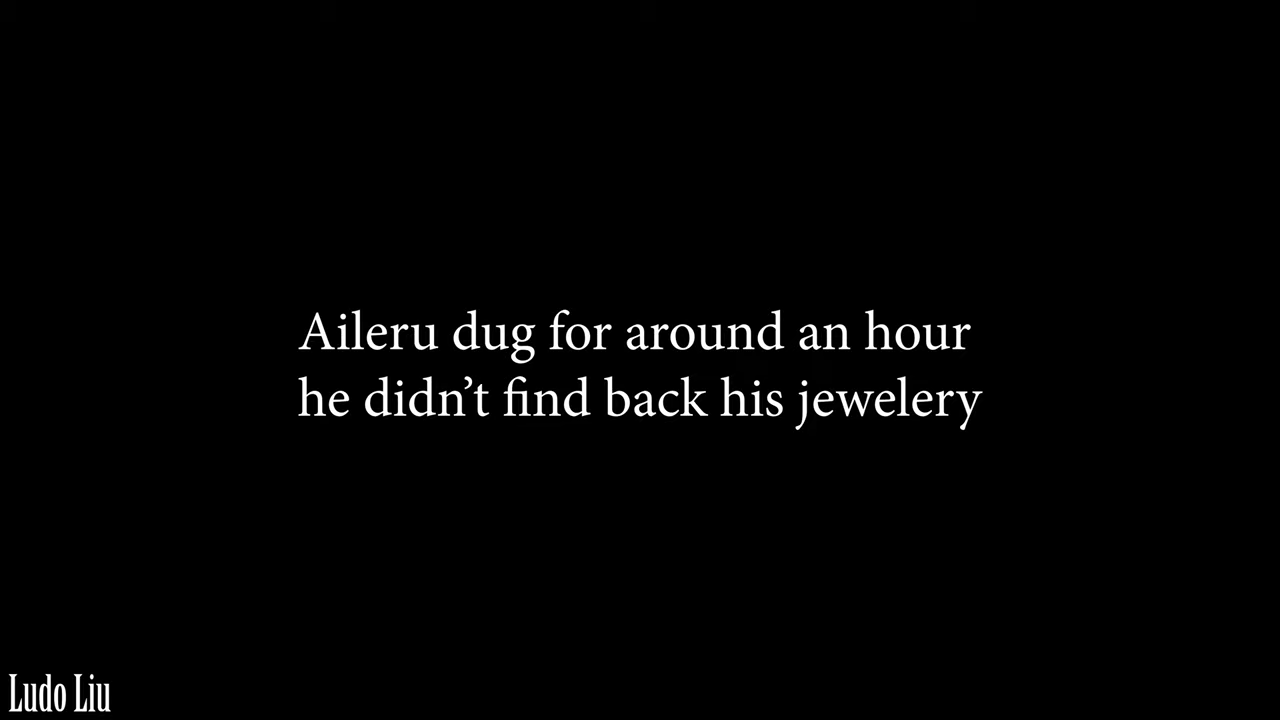 Aileru dug for around an hour
he didn’t find back his jewelery
Ludo Liu